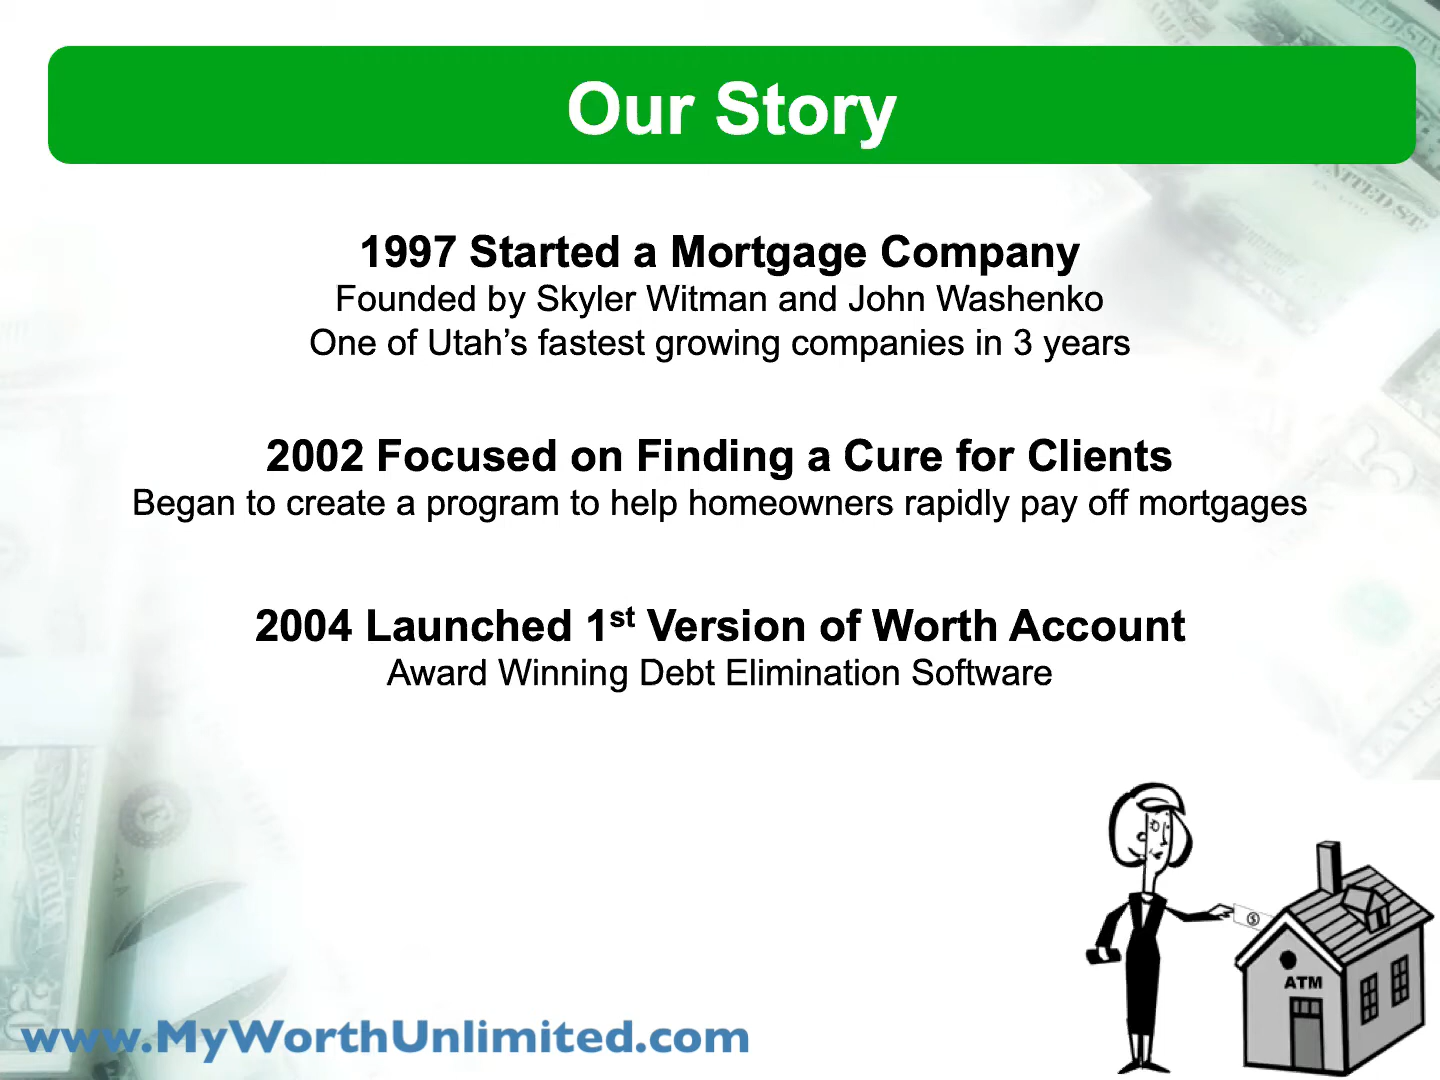 Our Story
1997 Started a Mortgage Company
Founded by Skyler Witman and John Washenko
One of Utah’s fastest growing companies in 3 years
2002 Focused on Finding a Cure for Clients
Began to create a program to help homeowners rapidly pay off mortgages
2004 Launched 1st Version of Worth Account
Award Winning Debt Elimination Software
ATM
www.MyWorthUnlimited.com